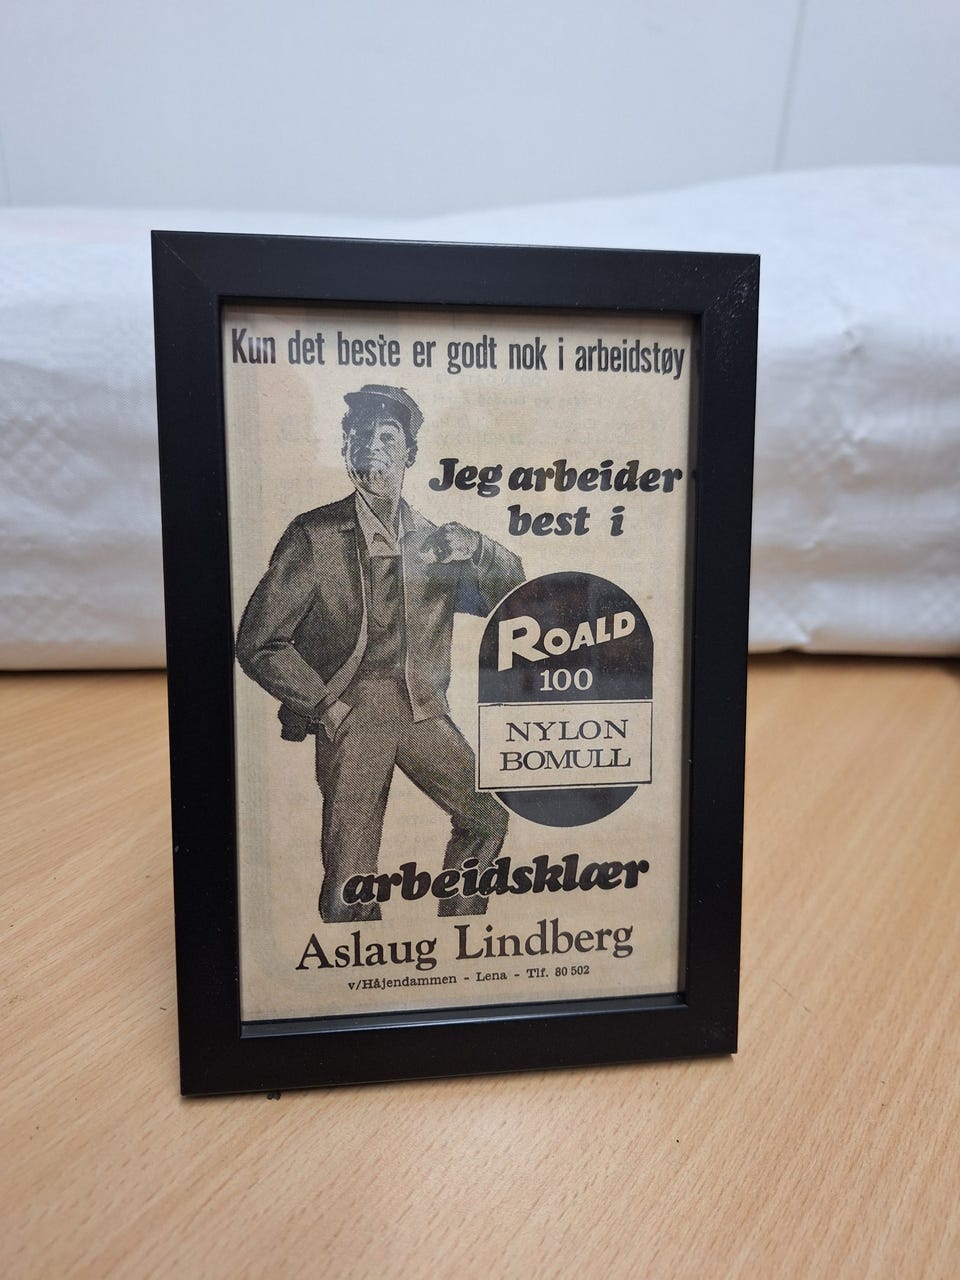 Kun det beste er godt nok i arbeidstøy
Jeg arbeider
best i
ROALD
100
NYLON
BOMULL
arbeidsklær
Aslaug Lindberg
v/Håjendammen - Lena - Tlf. 80 502